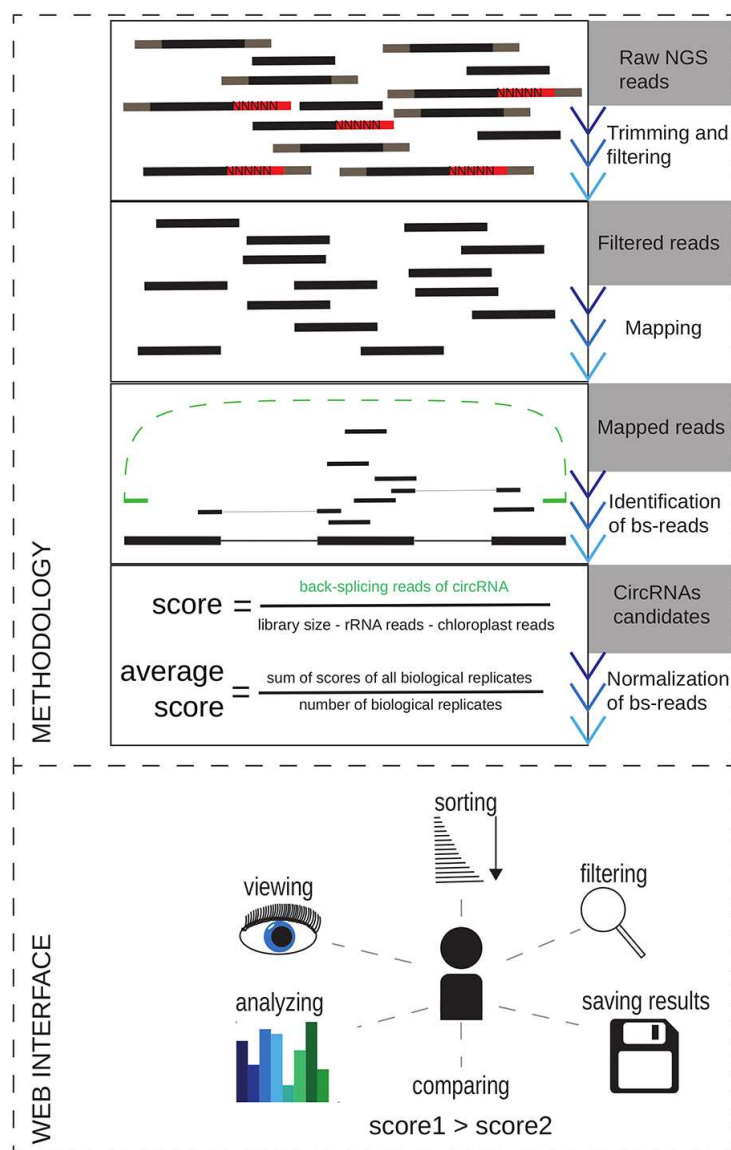 METHODOLOGY
Raw NGS
reads
NNNNN
NNNNN
NNNNN
NNNNN
NNNNN
Trimming and
filtering
Filtered reads
Mapping
Mapped reads
Identification
of bs-reads
score = back-splicing reads of circRNA
library size - rRNA reads - chloroplast reads
CircRNAs
candidates
average
score = sum of scores of all biological replicates
number of biological replicates
Normalization
of bs-reads
WEB INTERFACE
sorting
viewing
filtering
analyzing
saving results
comparing
score1 > score2